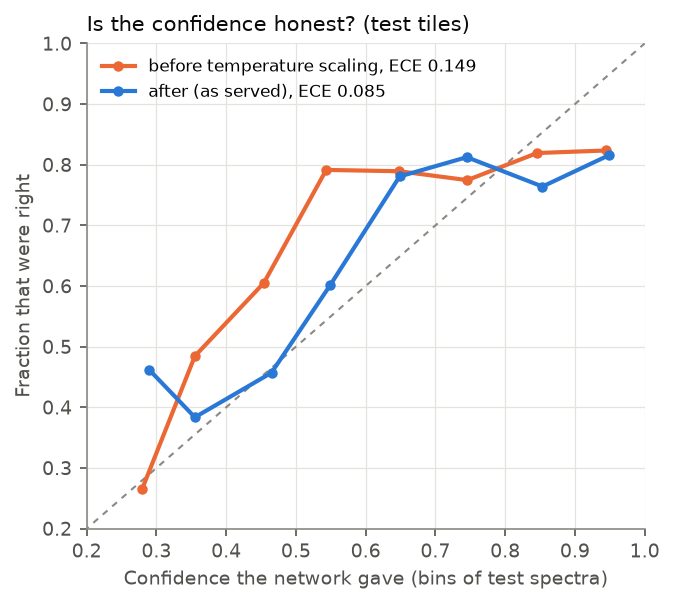 Is the confidence honest? (test tiles)
before temperature scaling, ECE 0.149
after (as served), ECE 0.085
Fraction that were right
1.0
0.9
0.8
0.7
0.6
0.5
0.4
0.3
0.2
0.2 0.3 0.4 0.5 0.6 0.7 0.8 0.9 1.0
Confidence the network gave (bins of test spectra)